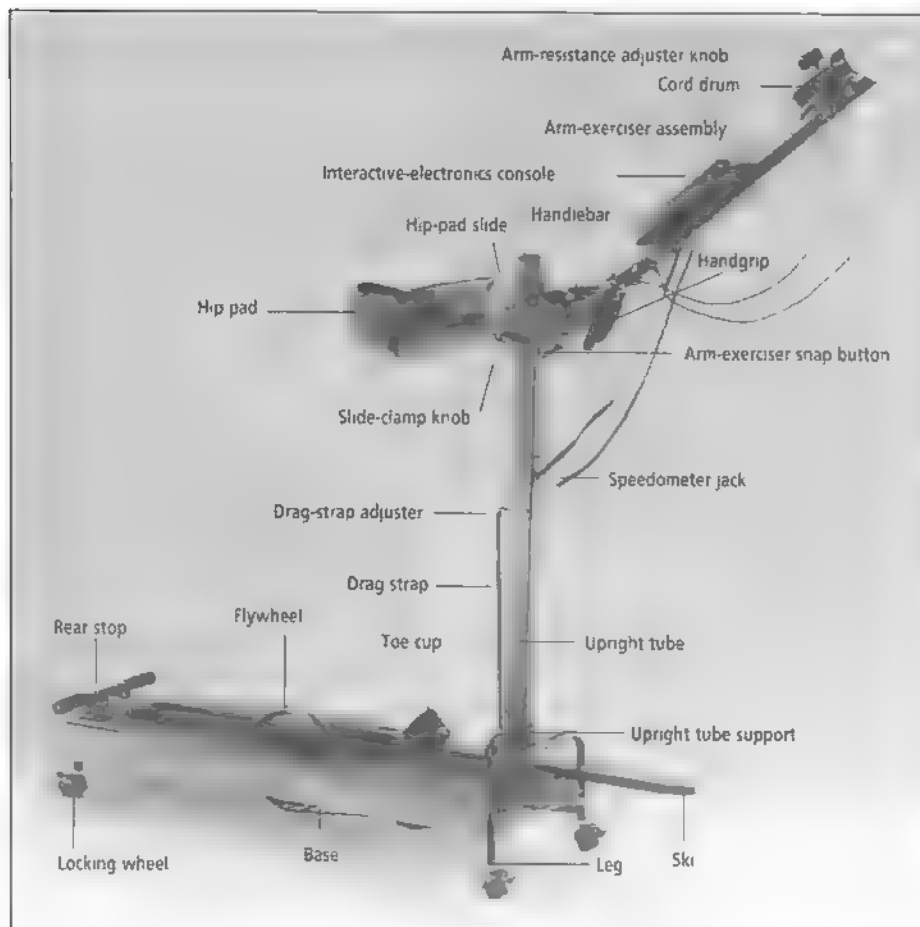 Arm-resistance adjuster knob
Cord drum
Arm-exerciser assembly
Interactive-electronics console
Handlebar
Hip-pad slide
Handgrip
Hip pad
Arm-exerciser snap button
Slide-clamp knob
Speedometer jack
Drag-strap adjuster
Drag strap
Flywheel
Rear stop
Toe cup
Upright tube
Upright tube support
Locking wheel
Base
Leg
Ski